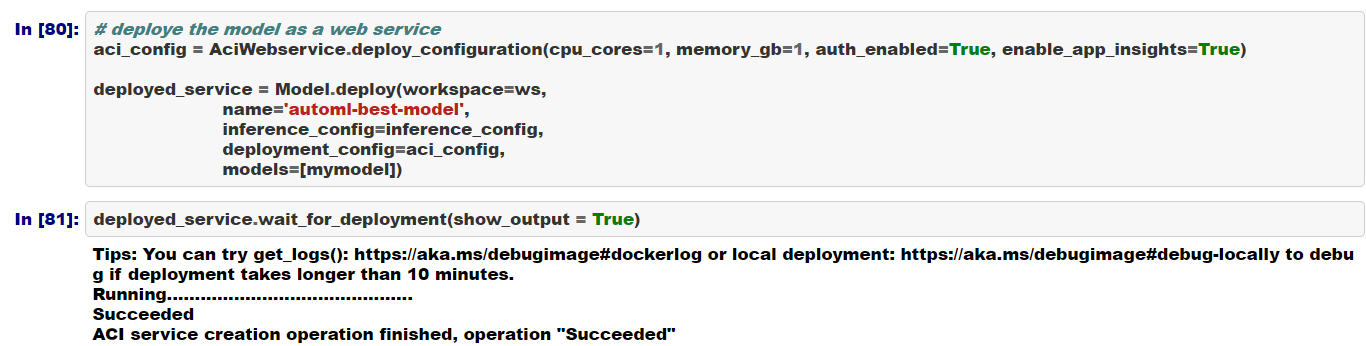 In [80]: # deploye the model as a web service
aci_config = AciWebservice.deploy_configuration(cpu_cores=1, memory_gb=1, auth_enabled=True, enable_app_insights=True)
deployed_service = Model.deploy(workspace=ws,
name='automl-best-model',
inference_config=inference_config,
deployment_config=aci_config,
models=[mymodel])
In [81]: deployed_service.wait_for_deployment(show_output = True)
Tips: You can try get_logs(): https://aka.ms/debugimage#dockerlog or local deployment: https://aka.ms/debugimage#debug-locally to debu
g if deployment takes longer than 10 minutes.
Running............................................
Succeeded
ACI service creation operation finished, operation "Succeeded"